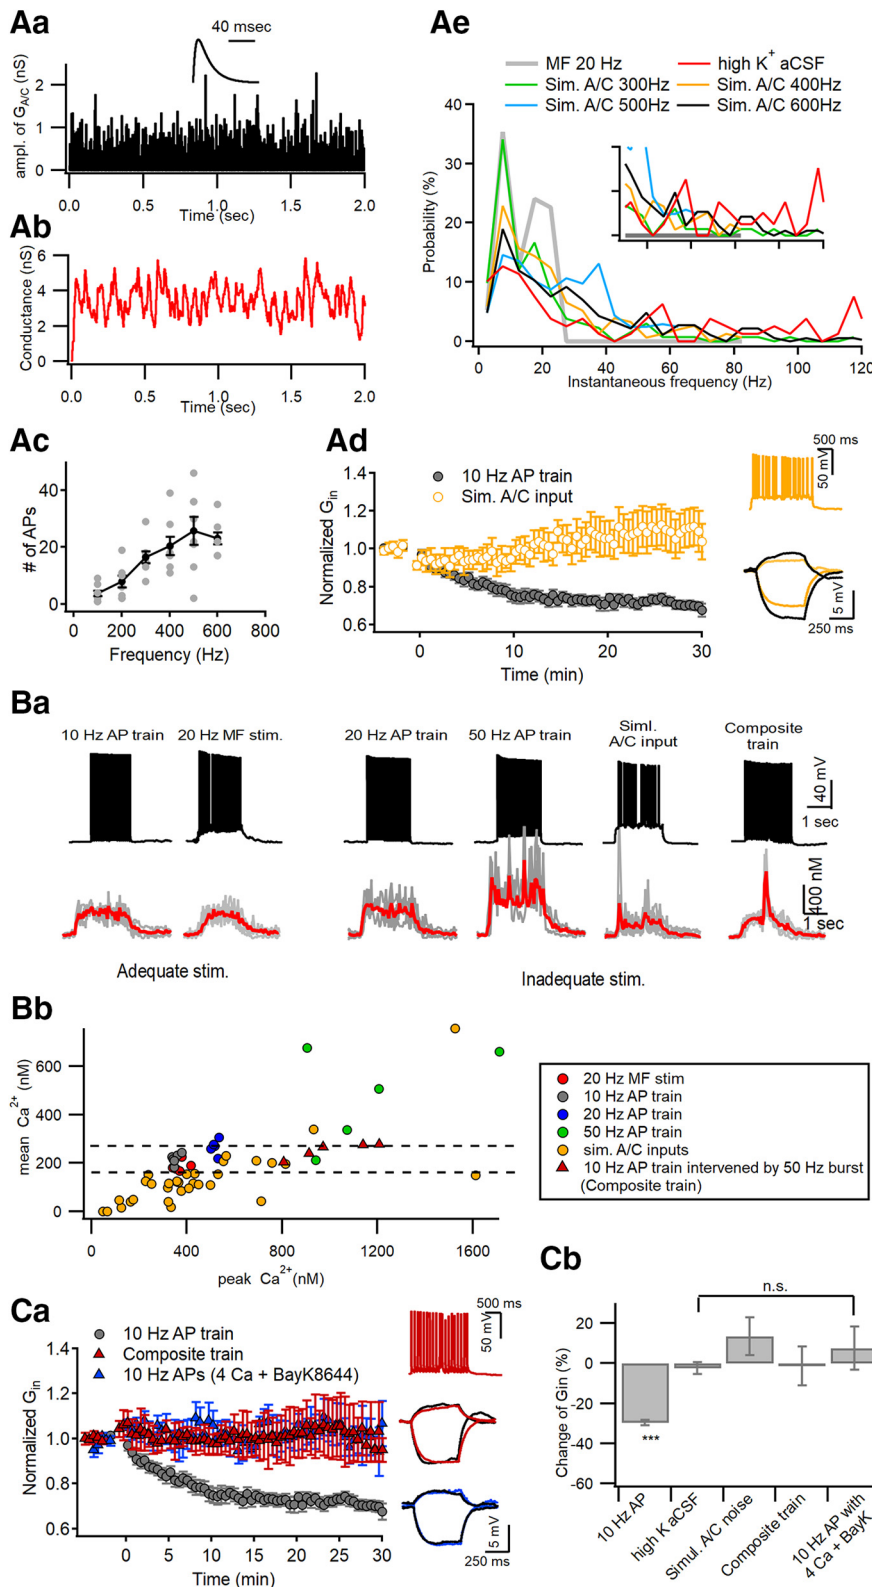 Aa
40 msec
ampl. of G_A/C (nS)
2
1
0
0.0 0.5 1.0 1.5 2.0
Time (sec)
Ab
Conductance (nS)
6
4
2
0
0.0 0.5 1.0 1.5 2.0
Time (sec)
Ae
MF 20 Hz
high K+ aCSF
Sim. A/C 300Hz
Sim. A/C 400Hz
Sim. A/C 500Hz
Sim. A/C 600Hz
Probability (%)
40
30
20
10
0
0 20 40 60 80 100 120
Instantaneous frequency (Hz)
Ac
# of APs
40
20
0
0 200 400 600 800
Frequency (Hz)
Ad
10 Hz AP train
Sim. A/C input
Normalized Gin
1.4
1.2
1.0
0.8
0.6
0 10 20 30
Time (min)
500 ms
50 mV
5 mV
250 ms
Ba
10 Hz AP train
20 Hz MF stim.
20 Hz AP train
50 Hz AP train
Siml.
A/C input
Composite
train
40 mV
1 sec
400 nM
1 sec
Adequate stim.
Inadequate stim.
Bb
mean Ca2+ (nM)
600
400
200
0
0 400 800 1200 1600
peak Ca2+(nM)
20 Hz MF stim
10 Hz AP train
20 Hz AP train
50 Hz AP train
sim. A/C inputs
10 Hz AP train intervened by 50 Hz burst
(Composite train)
Ca
10 Hz AP train
Composite train
10 Hz APs (4 Ca + BayK8644)
Normalized Gin
1.4
1.2
1.0
0.8
0.6
0 5 10 15 20 25 30
Time (min)
500 ms
50 mV
5 mV
250 ms
Cb
n.s.
Change of Gin (%)
20
0
-20
-40
-60
***
10 Hz AP
high K aCSF
Simul. A/C noise
Composite train
10 Hz AP with
4 Ca + BayK